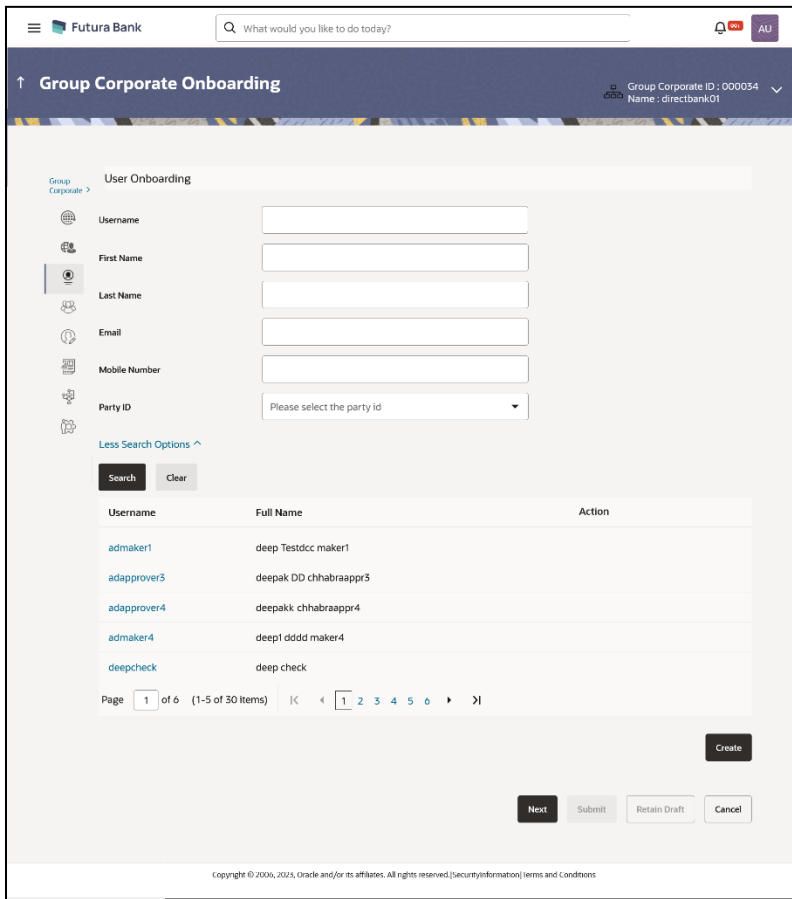 Futura Bank
What would you like to do today?
99+
AU
↑ Group Corporate Onboarding
Group Corporate ID : 000034
Name : directbank01
Group
Corporate >
User Onboarding
Username
First Name
Last Name
Email
Mobile Number
Party ID
Please select the party id
Less Search Options ^
Search
Clear
Username Full Name Action
admaker1 deep Testdcc maker1
adapprover3 deepak DD chhabraappr3
adapprover4 deepakk chhabraappr4
admaker4 deep1 dddd maker4
deepcheck deep check
Page 1 of 6 (1-5 of 30 items) 1 2 3 4 5 6
Create
Next Submit Retain Draft Cancel
Copyright © 2006, 2023, Oracle and/or its affiliates. All rights reserved.|SecurityInformation|Terms and Conditions